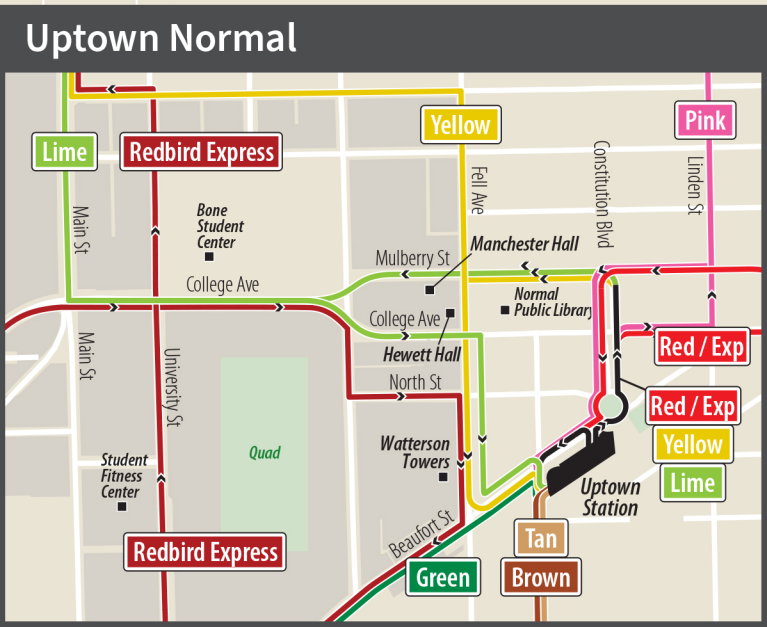 Uptown Normal
Yellow
Pink
Lime
Redbird Express
Fell Ave
Constitution Blvd
Linden St
Main St
Bone
Student
Center
Manchester Hall
Mulberry St
College Ave
Normal
Public Library
College Ave
Hewett Hall
Main St
University St
Red / Exp
North St
Red / Exp
Quad
Watterson
Towers
Yellow
Student
Fitness
Center
Lime
Uptown
Station
Beaufort St
Redbird Express
Tan
Green
Brown